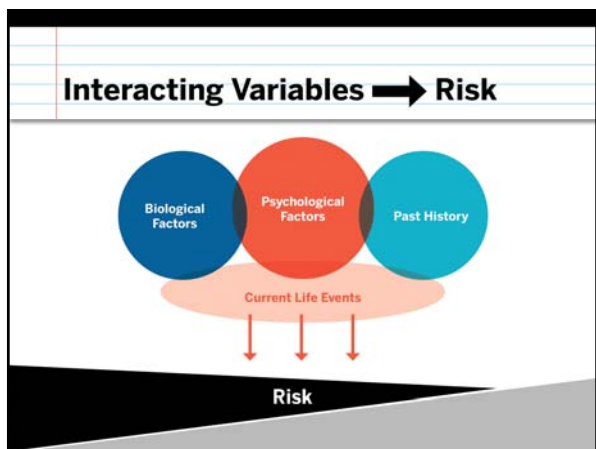 Interacting Variables → Risk
Biological
Factors
Psychological
Factors
Past History
Current Life Events
Risk